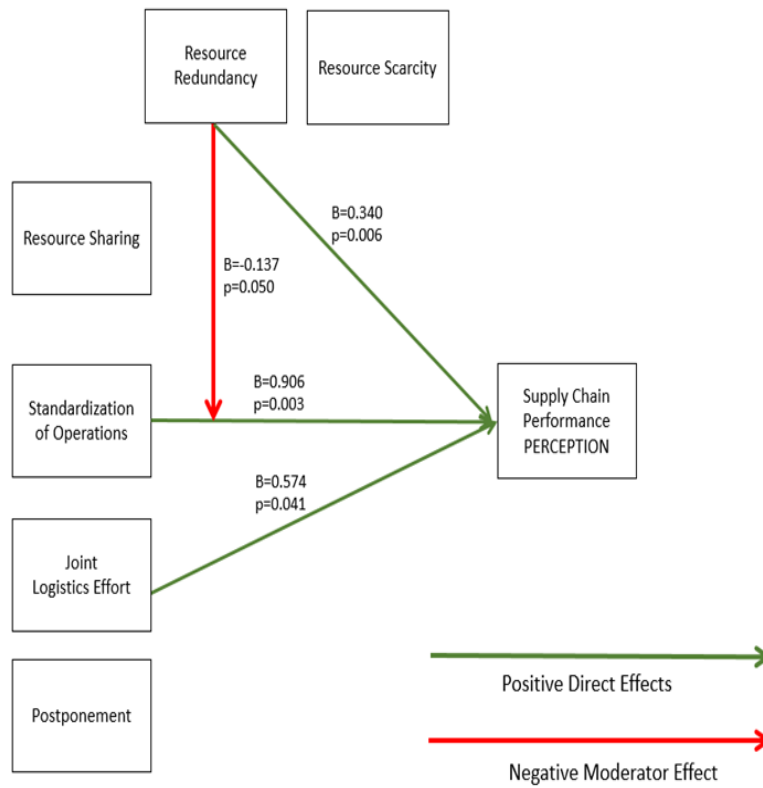 Resource
Redundancy
Resource Scarcity
Resource Sharing
B=0.340
p=0.006
B=-0.137
p=0.050
Standardization
of Operations
B=0.906
p=0.003
Supply Chain
Performance
PERCEPTION
B=0.574
p=0.041
Joint
Logistics Effort
Postponement
Positive Direct Effects
Negative Moderator Effect